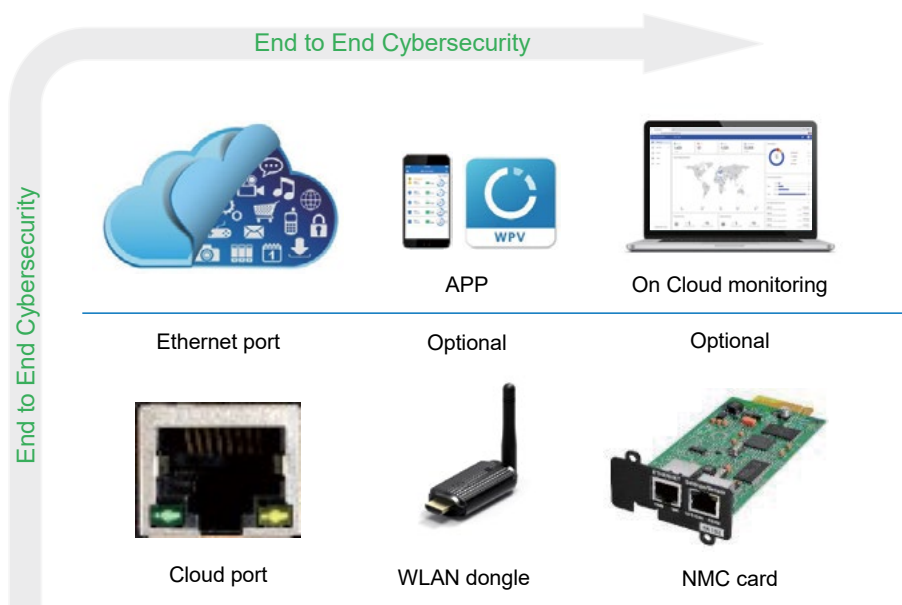 End to End Cybersecurity
End to End Cybersecurity
WPV
APP
On Cloud monitoring
Ethernet port
Optional
Optional
Cloud port
WLAN dongle
NMC card